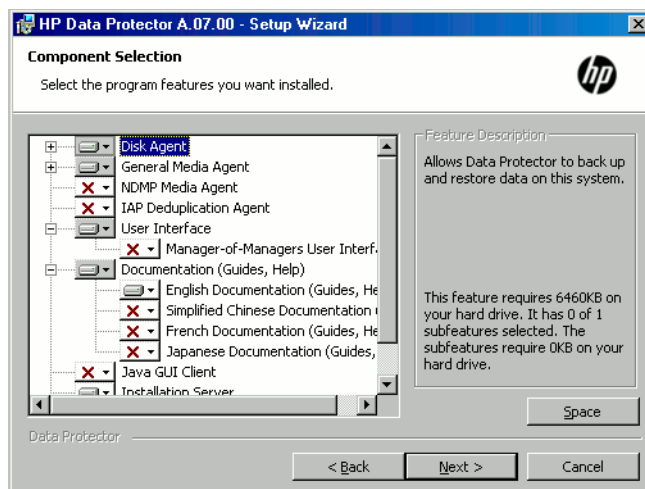 HP Data Protector A.07.00 - Setup Wizard
Component Selection
Select the program features you want installed.
hp
Disk Agent
General Media Agent
NDMP Media Agent
IAP Deduplication Agent
User Interface
Manager-of-Managers User Interf
Documentation (Guides, Help)
English Documentation (Guides, He
Simplified Chinese Documentation
French Documentation (Guides, He
Japanese Documentation (Guides,
Java GUI Client
Installation Server
Feature Description
Allows Data Protector to back up
and restore data on this system.
This feature requires 6460KB on
your hard drive. It has 0 of 1
subfeatures selected. The
subfeatures require 0KB on your
hard drive.
Space
Data Protector
< Back
Next >
Cancel